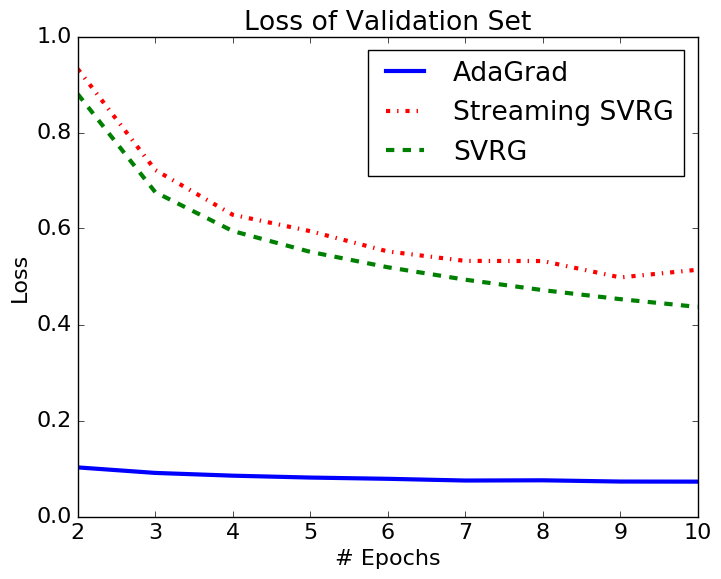 Loss of Validation Set
1.0
0.8
0.6
0.4
0.2
0.0
Loss
AdaGrad
Streaming SVRG
SVRG
2 3 4 5 6 7 8 9 10
# Epochs